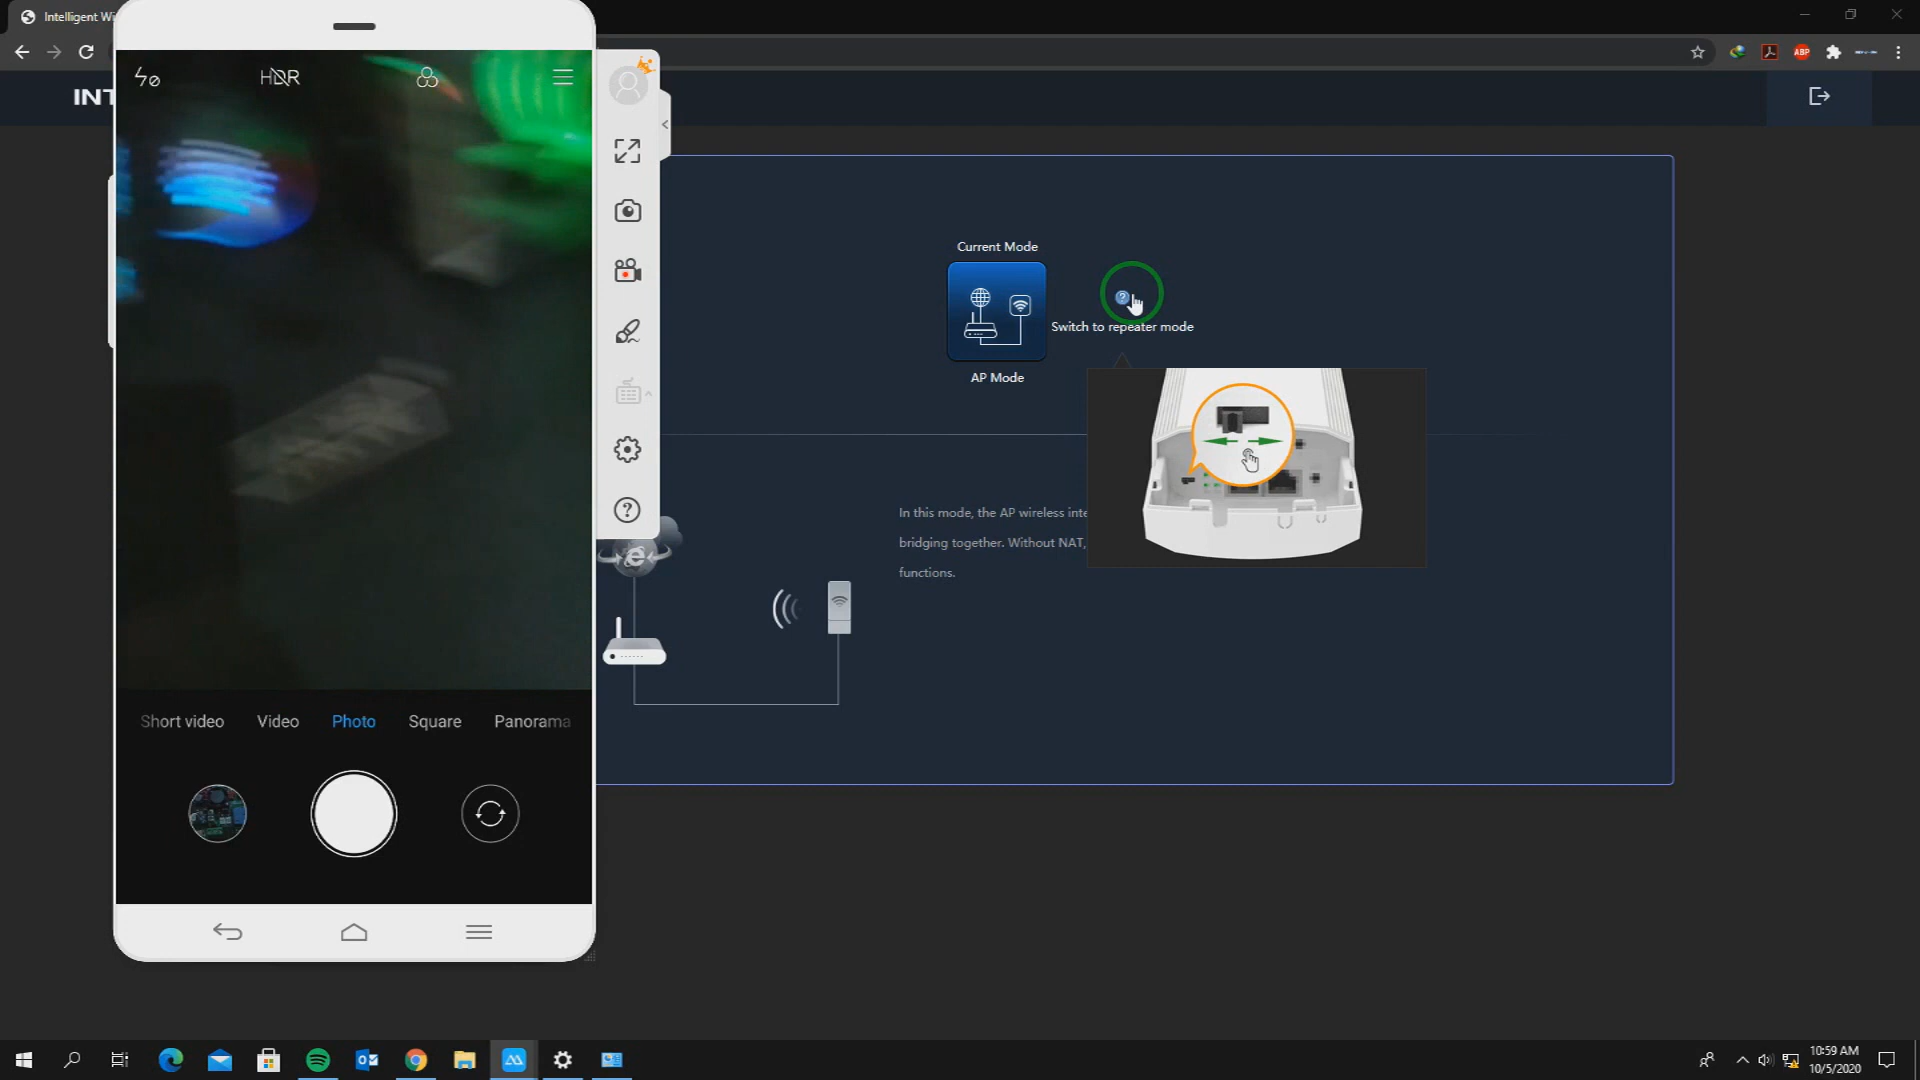 Intelligent Wi
INT
HDR
Short video
Video
Photo
Square
Panorama
Current Mode
AP Mode
Switch to repeater mode
In this mode, the AP wireless inte
bridging together. Without NAT,
functions.
ABP
10:59 AM
10/5/2020